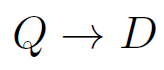 Q → D